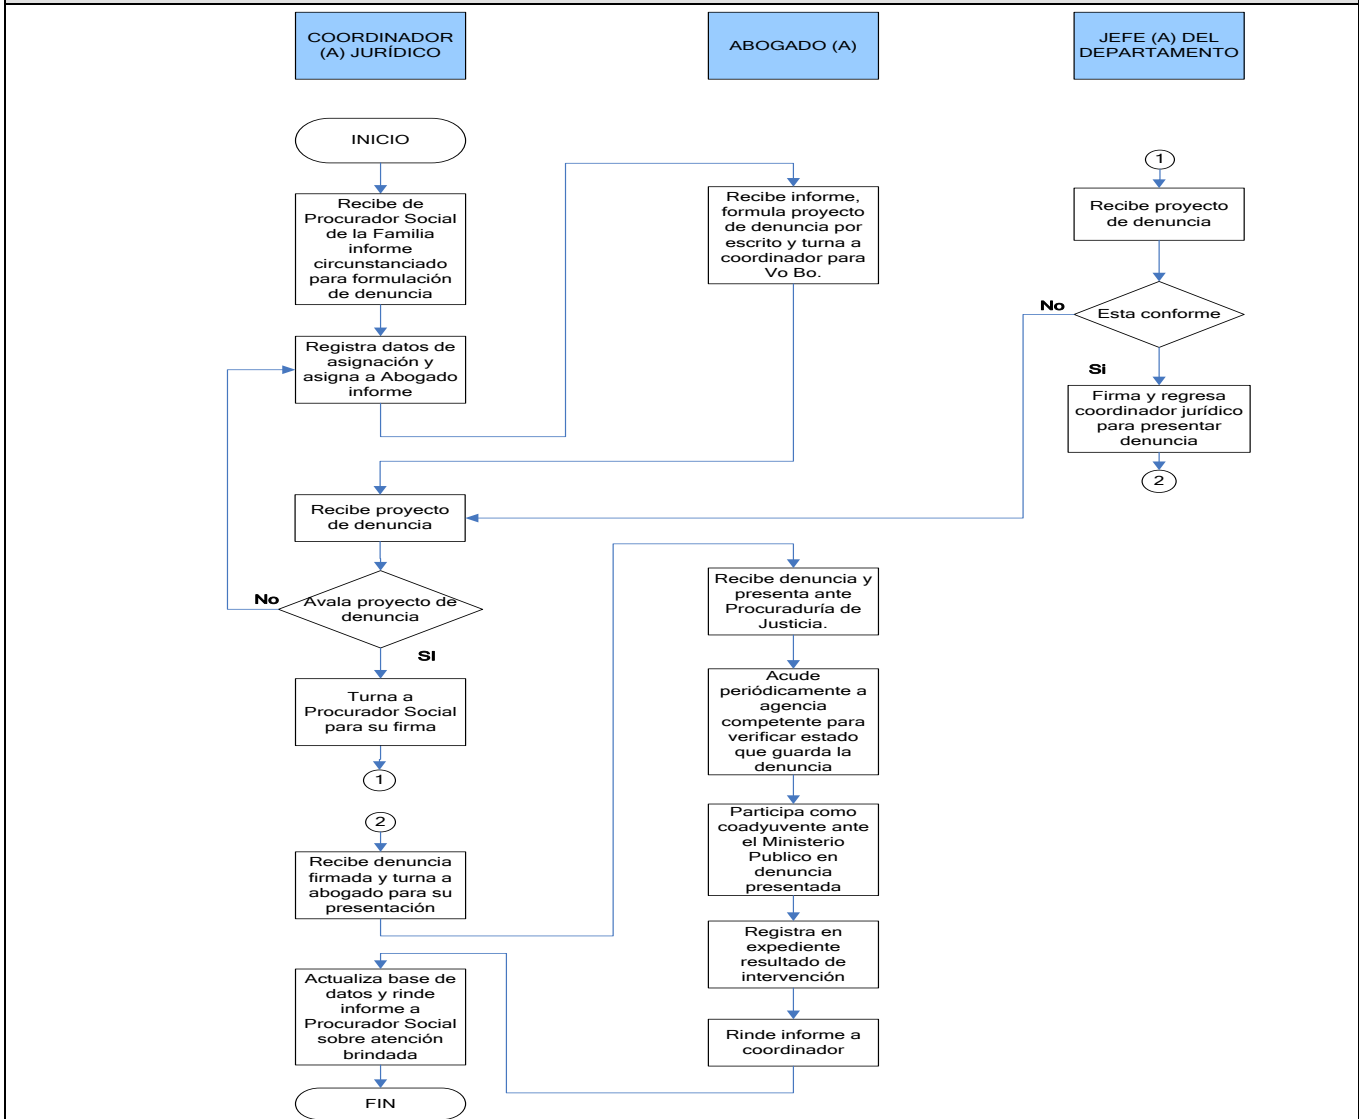 COORDINADOR
(A) JURÍDICO
ABOGADO (A)
JEFE (A) DEL
DEPARTAMENTO
INICIO
Recibe de
Procurador Social
de la Familia
informe
circunstanciado
para formulación
de denuncia
Registra datos de
asignación y
asigna a Abogado
informe
Recibe informe,
formula proyecto
de denuncia por
escrito y turna a
coordinador para
Vo Bo.
1
Recibe proyecto
de denuncia
Esta conforme
No
Si
Firma y regresa
coordinador jurídico
para presentar
denuncia
2
Recibe proyecto
de denuncia
Avala proyecto de
denuncia
No
SI
Turna a
Procurador Social
para su firma
1
2
Recibe denuncia
firmada y turna a
abogado para su
presentación
Recibe denuncia y
presenta ante
Procuraduría de
Justicia.
Acude
periódicamente a
agencia
competente para
verificar estado
que guarda la
denuncia
Participa como
coadyuvente ante
el Ministerio
Publico en
denuncia
presentada
Registra en
expediente
resultado de
intervención
Rinde informe a
coordinador
Actualiza base de
datos y rinde
informe a
Procurador Social
sobre atención
brindada
FIN